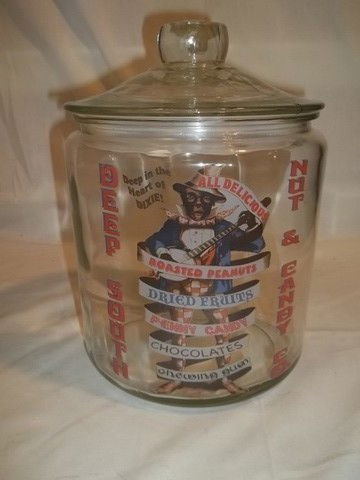 DEEP SOUTH
Deep in the
Heart of
DIXIE!
ALL DELICIOUS
ROASTED PEANUTS
DRIED FRUITS
PENNY CANDY
CHOCOLATES
CHEWING GUM
NUT & CANDY CO